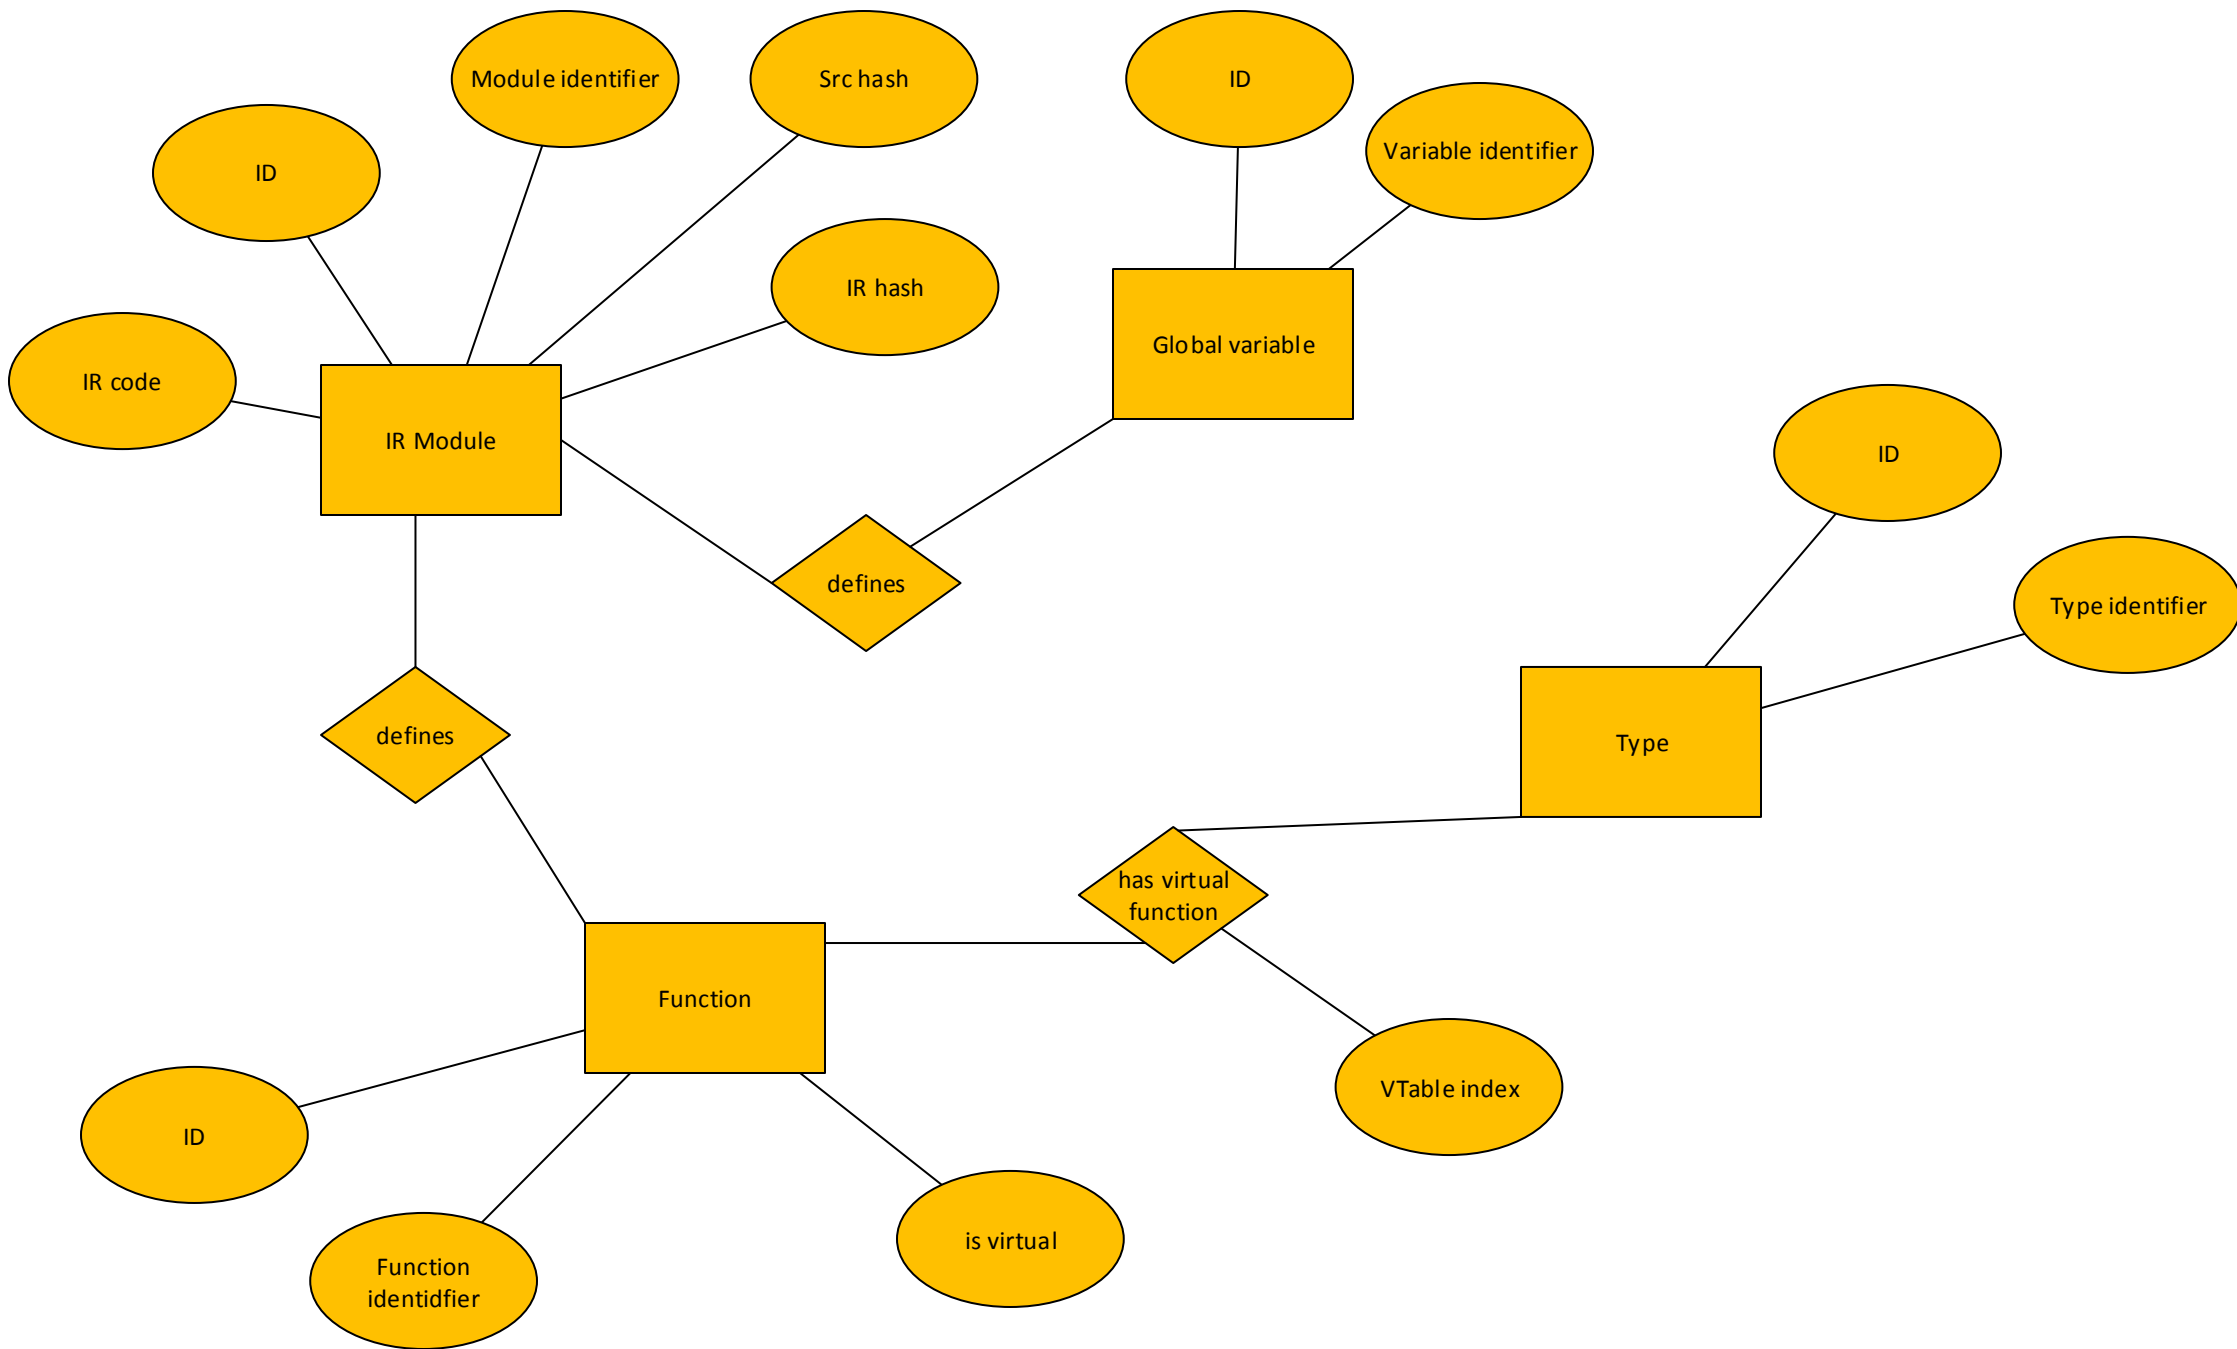 Module identifier
Src hash
ID
Variable identifier
ID
IR hash
Global variable
IR code
IR Module
ID
defines
Type identifier
defines
Type
has virtual
function
Function
VTable index
ID
is virtual
Function
identidfier